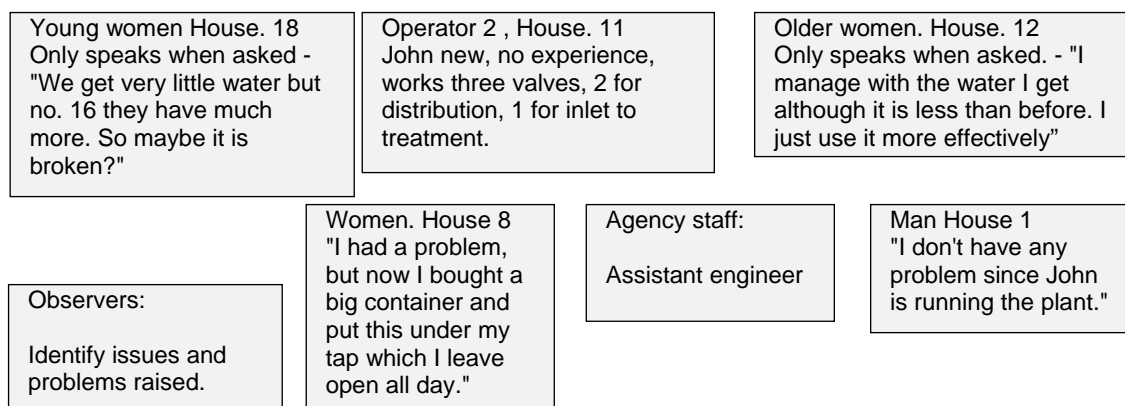 Young women House. 18
Only speaks when asked -
"We get very little water but
no. 16 they have much
more. So maybe it is
broken?"
Operator 2 , House. 11
John new, no experience,
works three valves, 2 for
distribution, 1 for inlet to
treatment.
Older women. House. 12
Only speaks when asked. - "I
manage with the water I get
although it is less than before. I
just use it more effectively”
Observers:
Identify issues and
problems raised.
Women. House 8
"I had a problem,
but now I bought a
big container and
put this under my
tap which I leave
open all day."
Agency staff:
Assistant engineer
Man House 1
"I don't have any
problem since John
is running the plant."